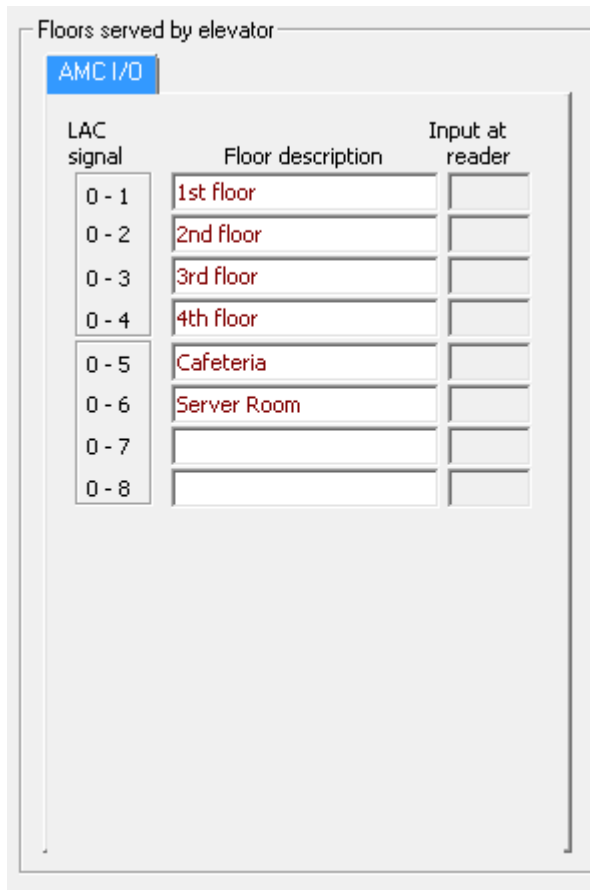 Floors served by elevator
AMC I/O
LAC signal
Floor description
Input at reader
0 - 1 1st floor
0 - 2 2nd floor
0 - 3 3rd floor
0 - 4 4th floor
0 - 5 Cafeteria
0 - 6 Server Room
0 - 7
0 - 8